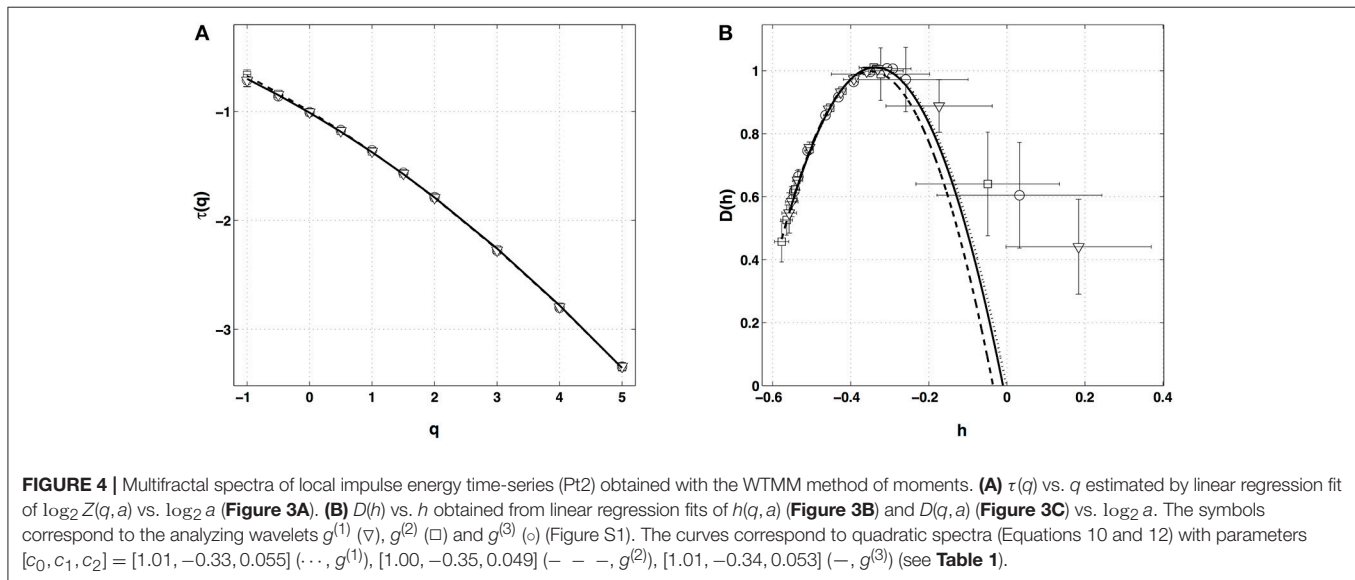 A
−1
−2
−3
τ(q)
−1 0 1 2 3 4 5
q
B
1
0.8
0.6
0.4
0.2
0
D(h)
−0.6 −0.4 −0.2 0 0.2 0.4
h
FIGURE 4 | Multifractal spectra of local impulse energy time-series (Pt2) obtained with the WTMM method of moments. (A) τ(q) vs. q estimated by linear regression fit
of log₂ Z(q, a) vs. log₂ a (Figure 3A). (B) D(h) vs. h obtained from linear regression fits of h(q, a) (Figure 3B) and D(q, a) (Figure 3C) vs. log₂ a. The symbols
correspond to the analyzing wavelets g⁽¹⁾ (▽), g⁽²⁾ (□) and g⁽³⁾ (○) (Figure S1). The curves correspond to quadratic spectra (Equations 10 and 12) with parameters
[c₀, c₁, c₂] = [1.01, −0.33, 0.055] (⋯, g⁽¹⁾), [1.00, −0.35, 0.049] (− − −, g⁽²⁾), [1.01, −0.34, 0.053] (—, g⁽³⁾) (see Table 1).